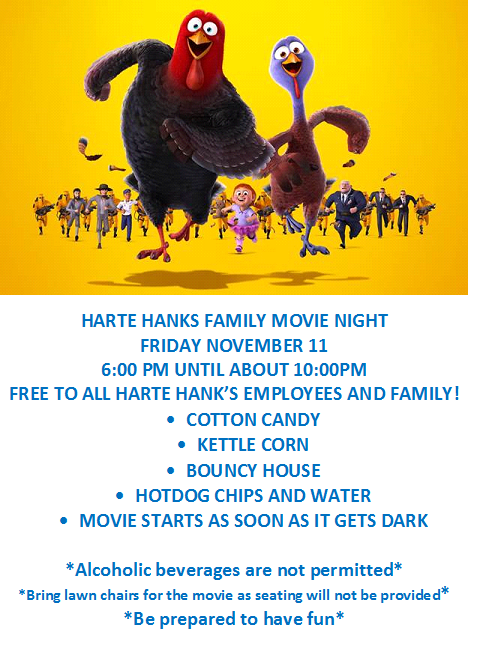 HARTE HANKS FAMILY MOVIE NIGHT
FRIDAY NOVEMBER 11
6:00 PM UNTIL ABOUT 10:00PM
FREE TO ALL HARTE HANK'S EMPLOYEES AND FAMILY!
• COTTON CANDY
• KETTLE CORN
• BOUNCY HOUSE
• HOTDOG CHIPS AND WATER
• MOVIE STARTS AS SOON AS IT GETS DARK
*Alcoholic beverages are not permitted*
*Bring lawn chairs for the movie as seating will not be provided*
*Be prepared to have fun*